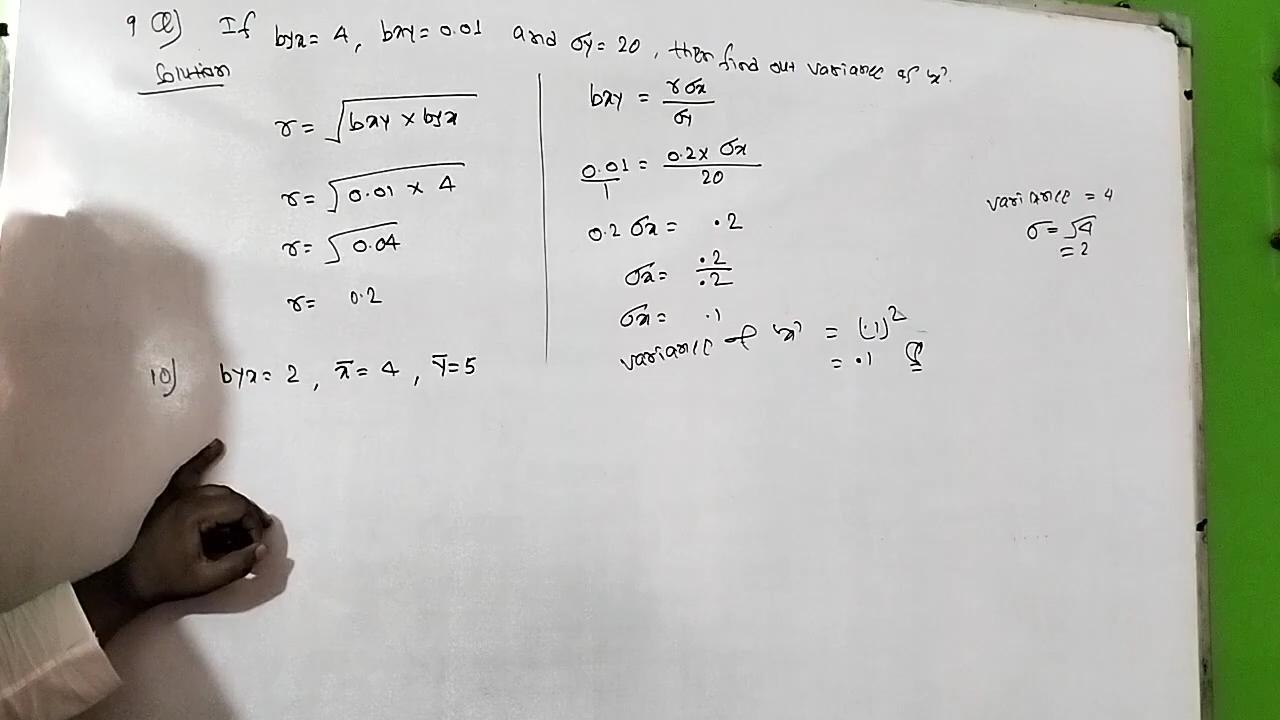 9 Q) If byx = 4, bxy = 0.01 and σy = 20, then find out variance of 'x'.
Solution
r = √bxy × byx
r = √0.01 × 4
r = √0.04
r = 0.2
bxy = rσx / σy
0.01 / 1 = 0.2 × σx / 20
0.2 σx = .2
σx = .2 / .2
σx = .1
variance of 'x' = (.1)²
= .1
variance = 4
σ = √4
= 2
10) byx = 2, x̄ = 4, ȳ = 5